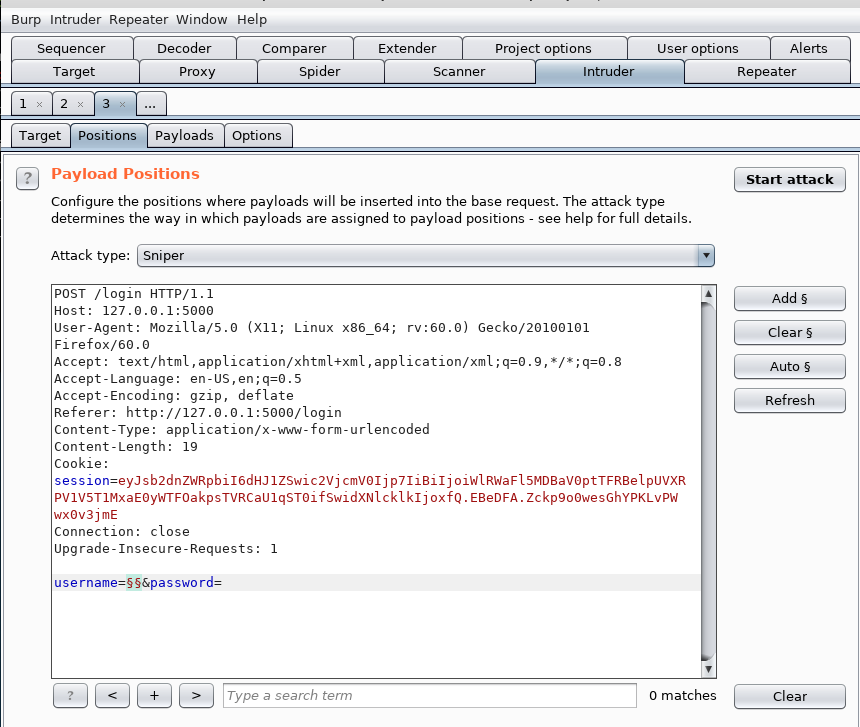 Burp Intruder Repeater Window Help
Sequencer Decoder Comparer Extender Project options User options Alerts
Target Proxy Spider Scanner Intruder Repeater
1 × 2 × 3 × ...
Target Positions Payloads Options
? Payload Positions Start attack
Configure the positions where payloads will be inserted into the base request. The attack type
determines the way in which payloads are assigned to payload positions - see help for full details.
Attack type: Sniper
POST /login HTTP/1.1
Host: 127.0.0.1:5000
User-Agent: Mozilla/5.0 (X11; Linux x86_64; rv:60.0) Gecko/20100101
Firefox/60.0
Accept: text/html,application/xhtml+xml,application/xml;q=0.9,*/*;q=0.8
Accept-Language: en-US,en;q=0.5
Accept-Encoding: gzip, deflate
Referer: http://127.0.0.1:5000/login
Content-Type: application/x-www-form-urlencoded
Content-Length: 19
Cookie:
session=eyJsb2dnZWRpbiI6dHJ1ZSwic2VjcmV0Ijp7IiBiIjoiWlRWaFl5MDBaV0ptTFRBelpUVXR
PV1V5T1MxaE0yWTFOakpsTVRCaU1qST0ifSwidXNlcklkIjoxfQ.EBeDFA.Zckp9o0wesGhYPKLvPW
wx0v3jmE
Connection: close
Upgrade-Insecure-Requests: 1
username=§§&password=
Add §
Clear §
Auto §
Refresh
? < + > Type a search term 0 matches Clear